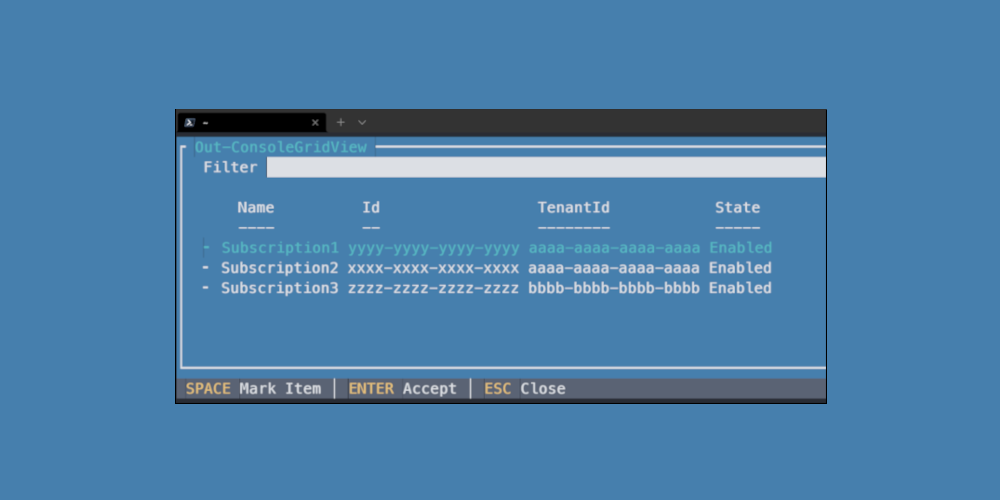 -
Out-ConsoleGridView
Filter
Name Id TenantId State
---- -- -------- -----
- Subscription1 yyyy-yyyy-yyyy-yyyy aaaa-aaaa-aaaa-aaaa Enabled
- Subscription2 xxxx-xxxx-xxxx-xxxx aaaa-aaaa-aaaa-aaaa Enabled
- Subscription3 zzzz-zzzz-zzzz-zzzz bbbb-bbbb-bbbb-bbbb Enabled
SPACE Mark Item │ ENTER Accept │ ESC Close